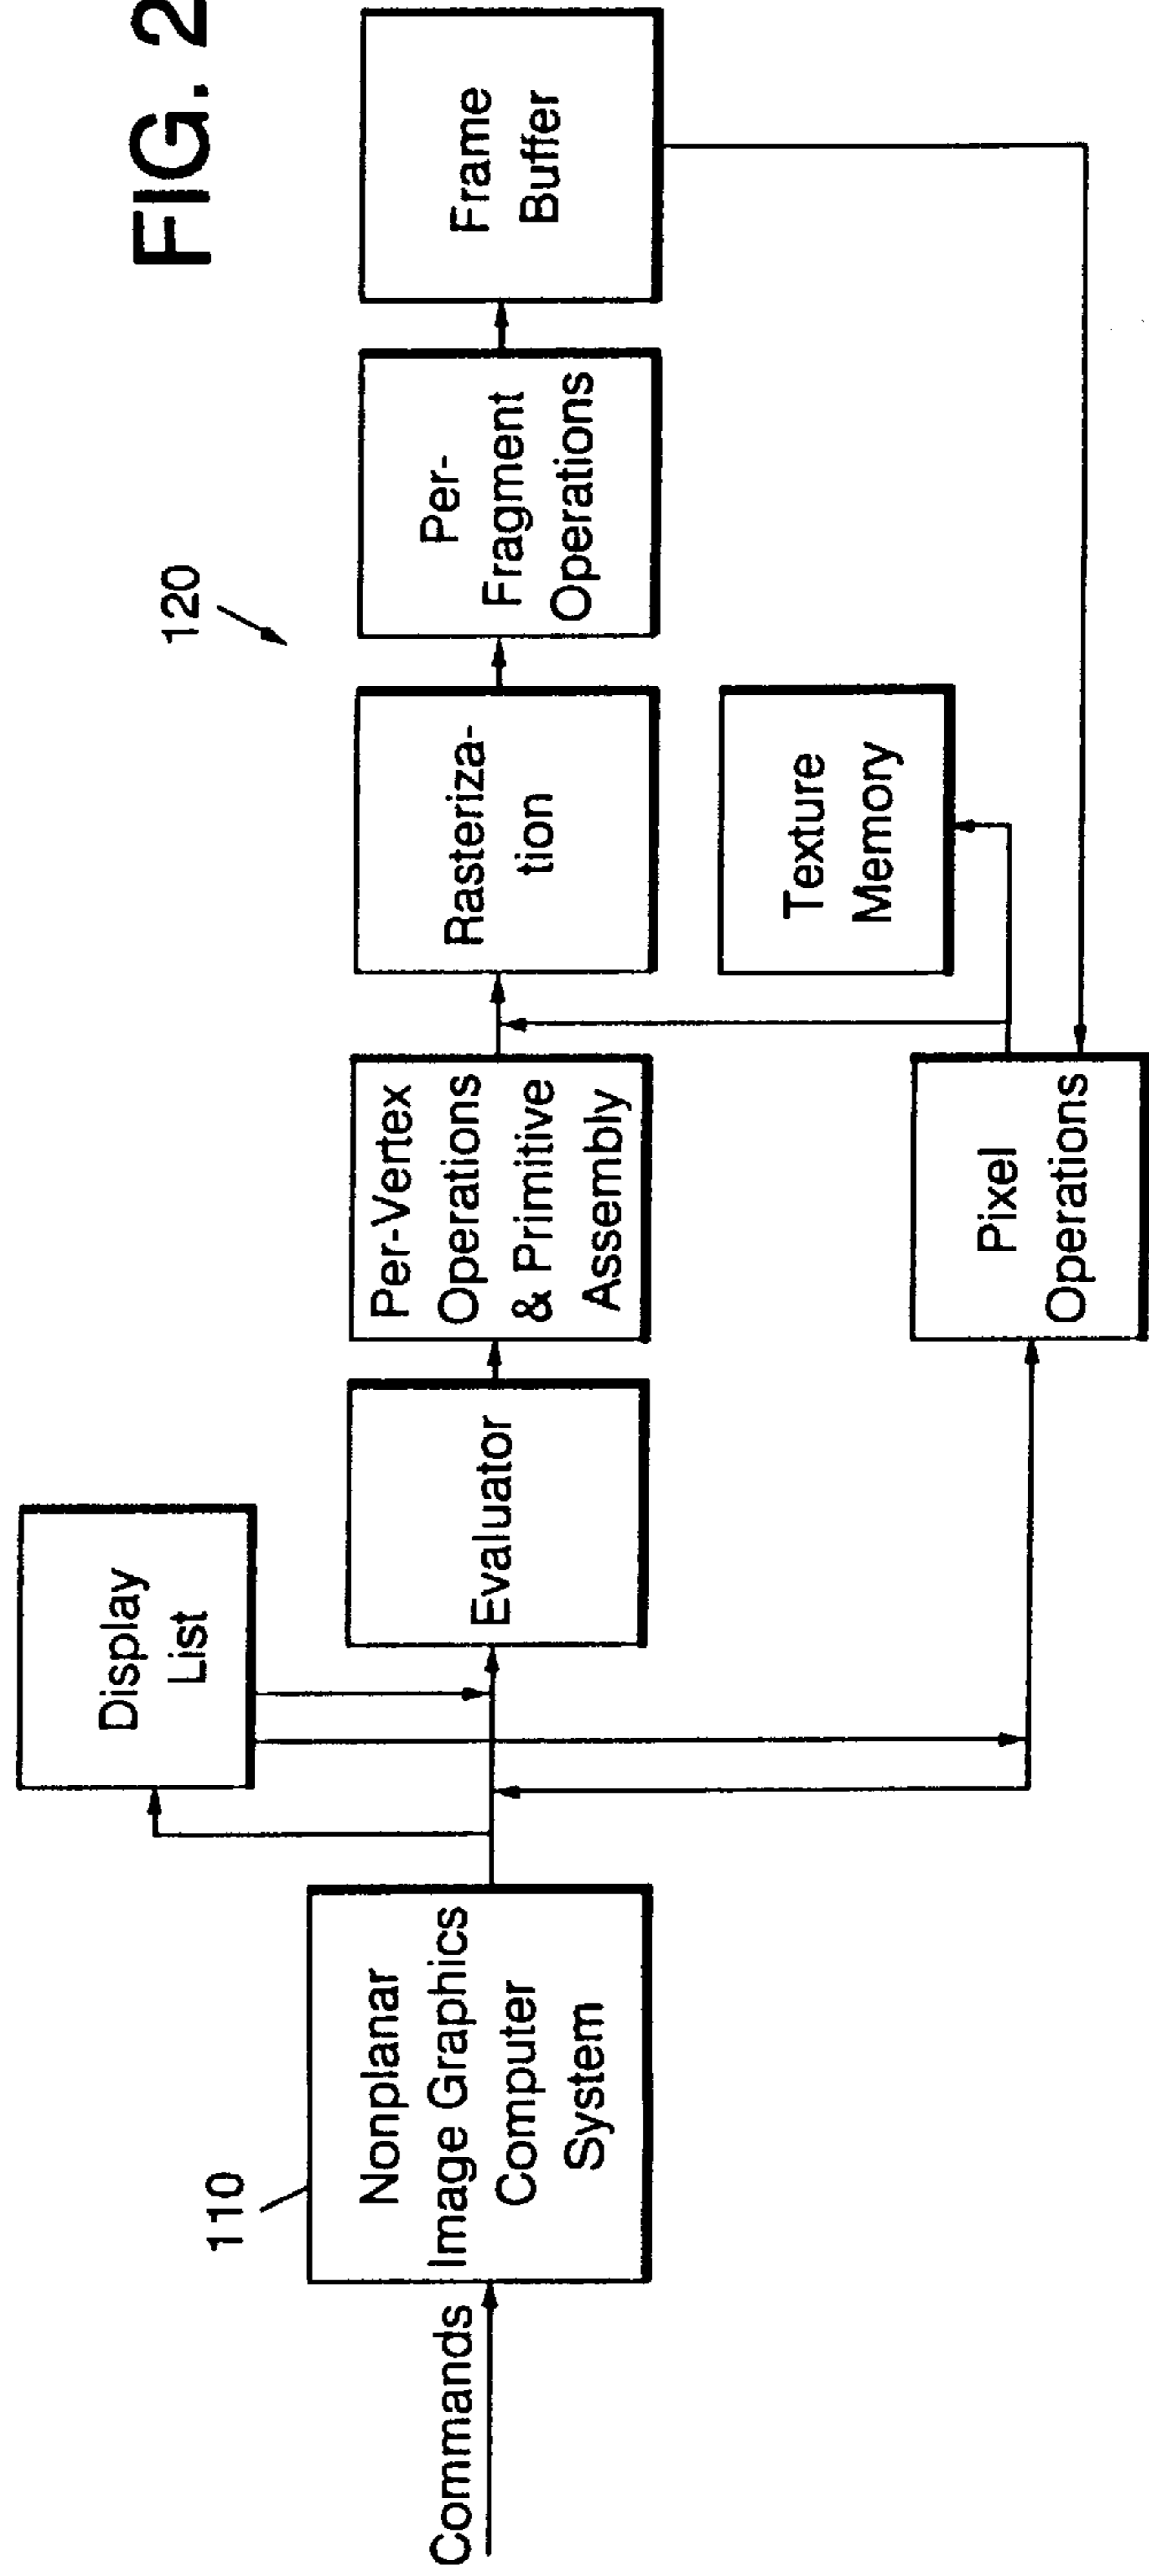 FIG. 2
120
110
Commands
Nonplanar
Image Graphics
Computer
System
Display
List
Evaluator
Per-Vertex
Operations
& Primitive
Assembly
Rasteriza-
tion
Per-
Fragment
Operations
Frame
Buffer
Texture
Memory
Pixel
Operations